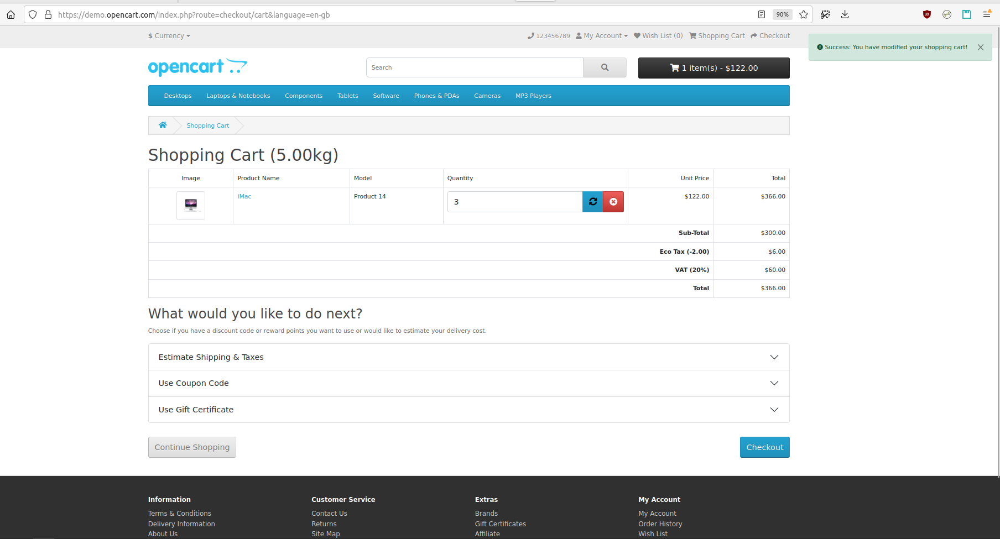 https://demo.opencart.com/index.php?route=checkout/cart&language=en-gb
90%
$ Currency
123456789 My Account Wish List (0) Shopping Cart Checkout
Success: You have modified your shopping cart!
opencart
Search
1 item(s) - $122.00
Desktops Laptops & Notebooks Components Tablets Software Phones & PDAs Cameras MP3 Players
Shopping Cart
Shopping Cart (5.00kg)
Image Product Name Model Quantity Unit Price Total
iMac Product 14 3 $122.00 $366.00
Sub-Total $300.00
Eco Tax (-2.00) $6.00
VAT (20%) $60.00
Total $366.00
What would you like to do next?
Choose if you have a discount code or reward points you want to use or would like to estimate your delivery cost.
Estimate Shipping & Taxes
Use Coupon Code
Use Gift Certificate
Continue Shopping Checkout
Information Customer Service Extras My Account
Terms & Conditions Contact Us Brands My Account
Delivery Information Returns Gift Certificates Order History
About Us Site Map Affiliate Wish List